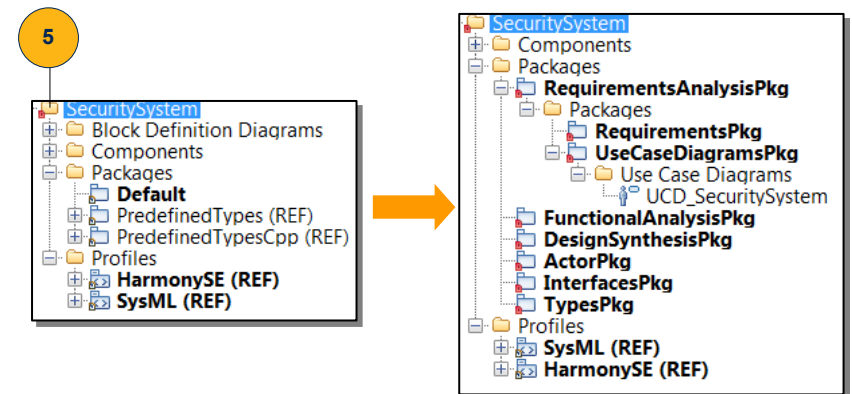 5
SecuritySystem
Block Definition Diagrams
Components
Packages
Default
PredefinedTypes (REF)
PredefinedTypesCpp (REF)
Profiles
HarmonySE (REF)
SysML (REF)
SecuritySystem
Components
Packages
RequirementsAnalysisPkg
Packages
RequirementsPkg
UseCaseDiagramsPkg
Use Case Diagrams
UCD_SecuritySystem
FunctionalAnalysisPkg
DesignSynthesisPkg
ActorPkg
InterfacesPkg
TypesPkg
Profiles
SysML (REF)
HarmonySE (REF)